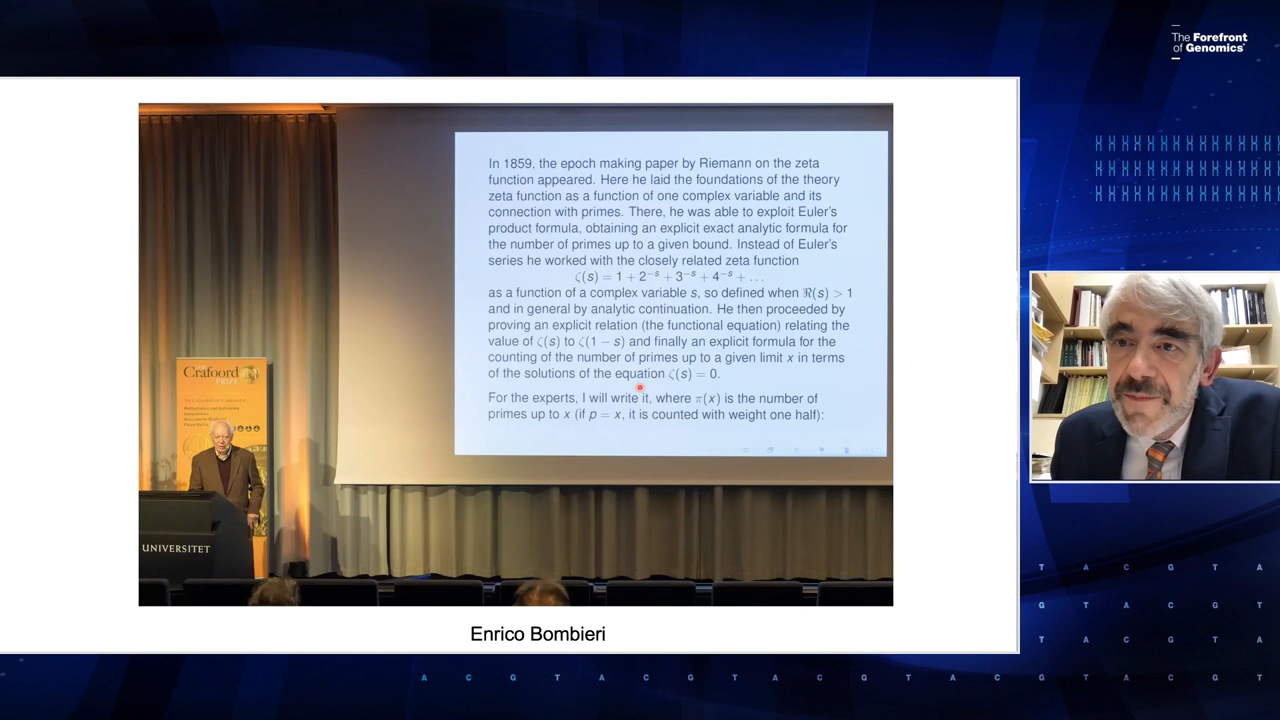 The Forefront
of Genomics
In 1859, the epoch making paper by Riemann on the zeta
function appeared. Here he laid the foundations of the theory
zeta function as a function of one complex variable and its
connection with primes. There, he was able to exploit Euler's
product formula, obtaining an explicit exact analytic formula for
the number of primes up to a given bound. Instead of Euler's
series he worked with the closely related zeta function
ζ(s) = 1 + 2⁻ˢ + 3⁻ˢ + 4⁻ˢ + …
as a function of a complex variable s, so defined when ℜ(s) > 1
and in general by analytic continuation. He then proceeded by
proving an explicit relation (the functional equation) relating the
value of ζ(s) to ζ(1 − s) and finally an explicit formula for the
counting of the number of primes up to a given limit x in terms
of the solutions of the equation ζ(s) = 0.
For the experts, I will write it, where π(x) is the number of
primes up to x (if p = x, it is counted with weight one half):
Crafoord
PRIZE
UNIVERSITET
Enrico Bombieri
T A C G T A
G T A C G T
T A C G T A
A C G T A C G T A C G T A C G T A C G T